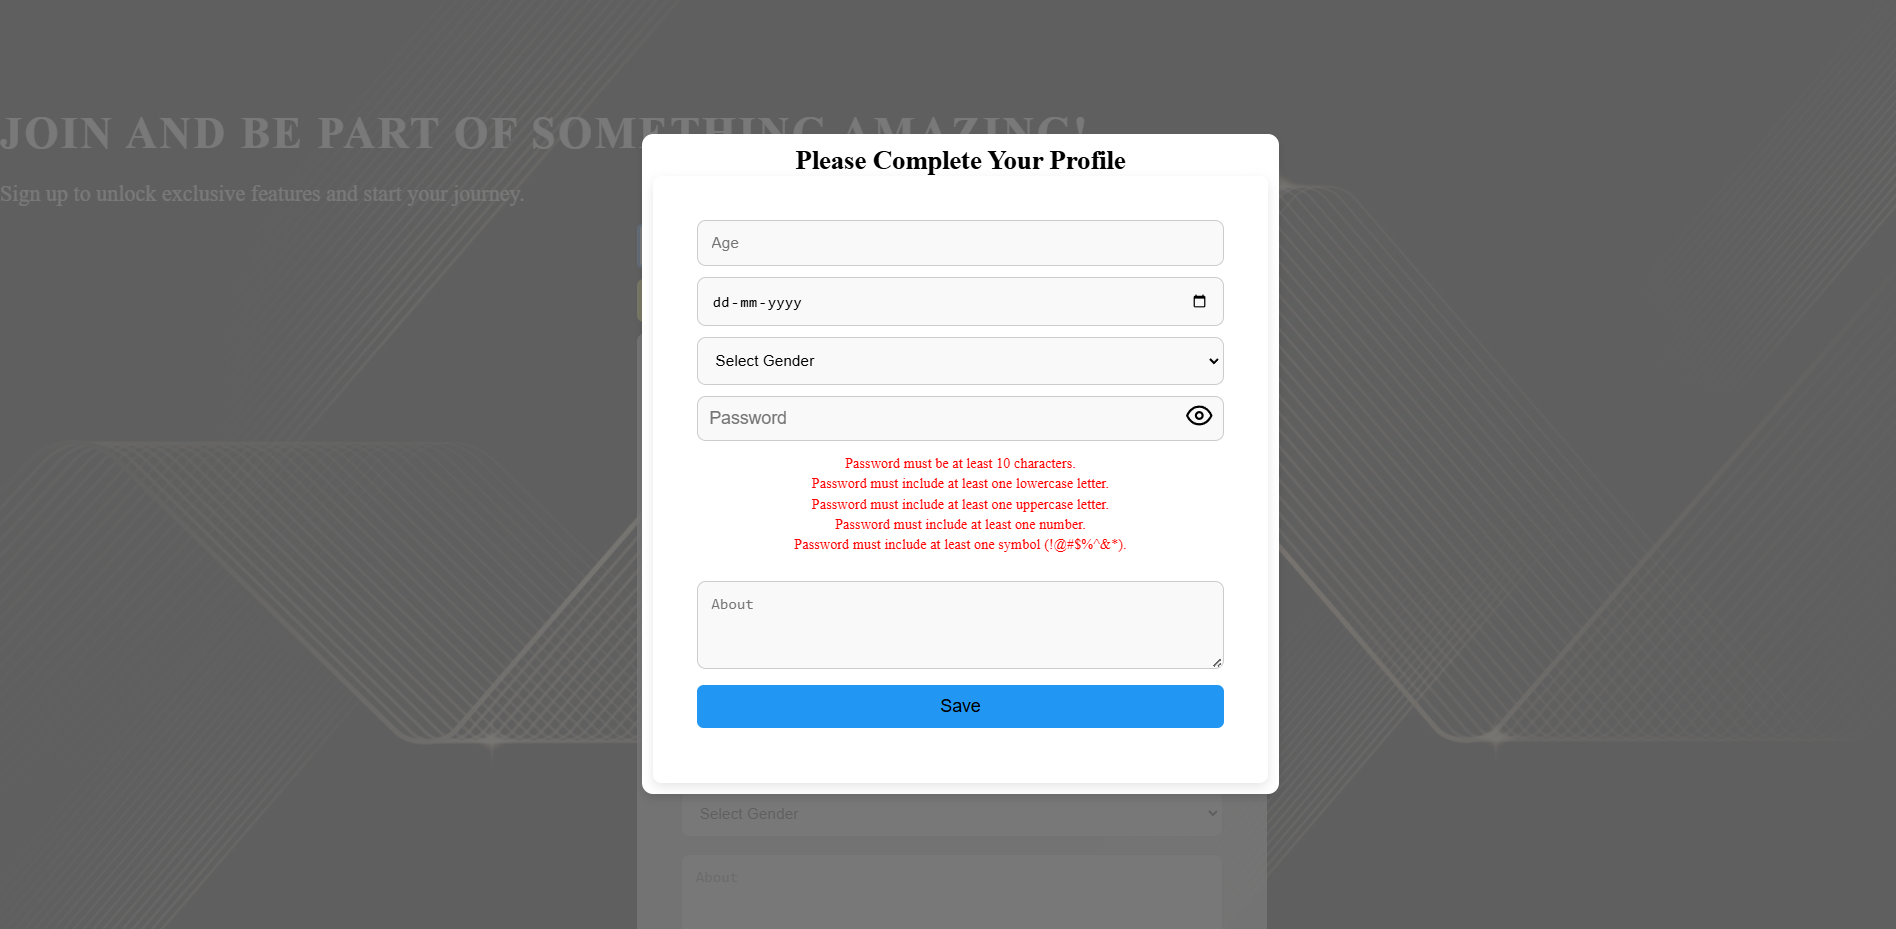 JOIN AND BE PART OF SOMETHING AMAZING!
Sign up to unlock exclusive features and start your journey.
Please Complete Your Profile
Age
dd-mm-yyyy
Select Gender
Password
Password must be at least 10 characters.
Password must include at least one lowercase letter.
Password must include at least one uppercase letter.
Password must include at least one number.
Password must include at least one symbol (!@#$%^&*).
About
Save
Select Gender
About